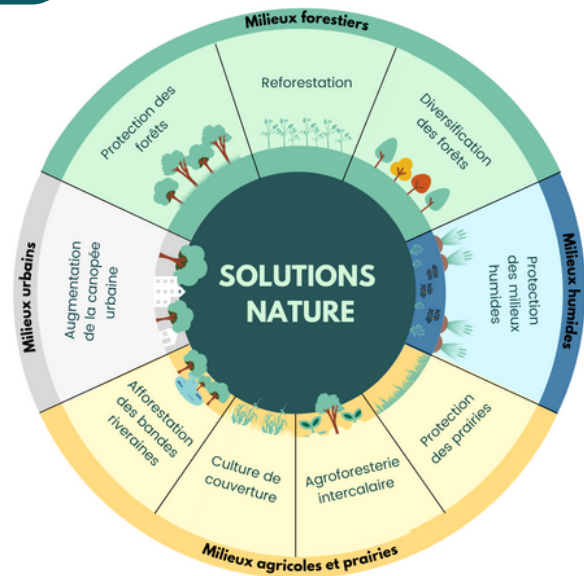 Milieux forestiers
Protection des
forêts
Reforestation
Diversification
des forêts
Milieux humides
Protection
des milieux
humides
Milieux urbains
Augmentation
de la canopée
urbaine
SOLUTIONS
NATURE
Afforestation
des bandes
riveraines
Culture de
couverture
Agroforesterie
intercalaire
Protection
des prairies
Milieux agricoles et prairies